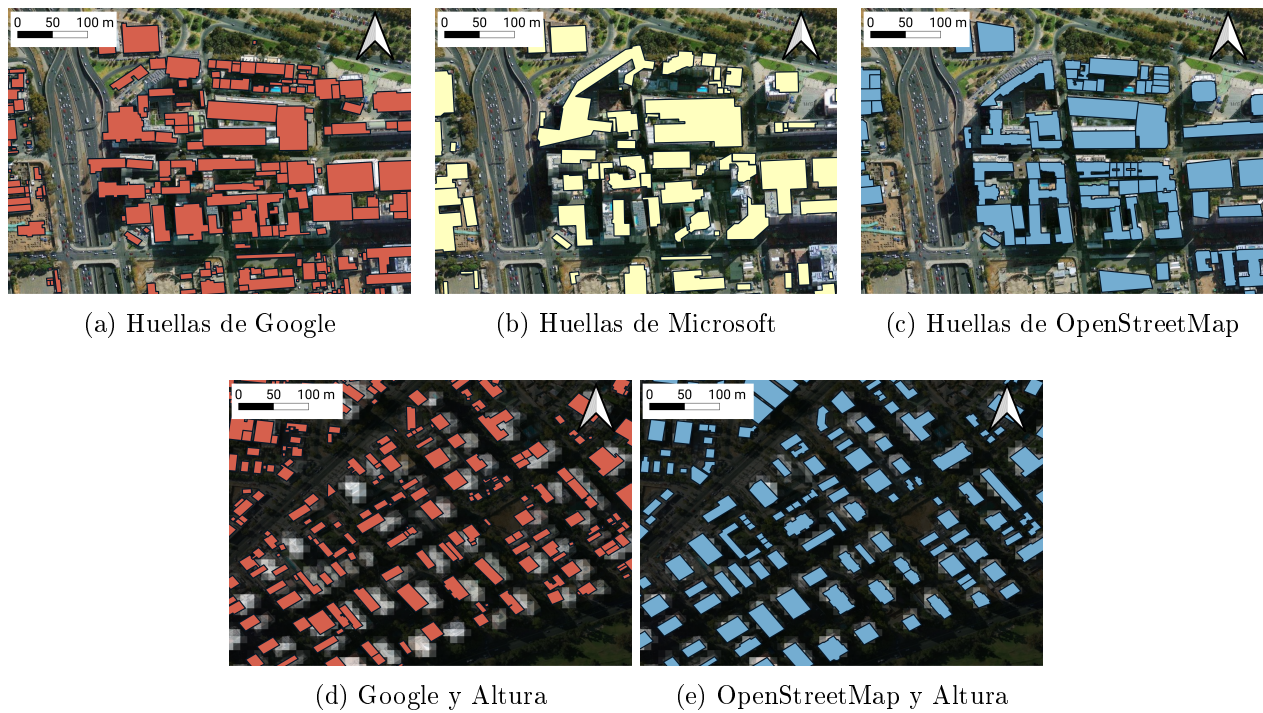 0 50 100 m
0 50 100 m
0 50 100 m
(a) Huellas de Google
(b) Huellas de Microsoft
(c) Huellas de OpenStreetMap
0 50 100 m
0 50 100 m
(d) Google y Altura
(e) OpenStreetMap y Altura